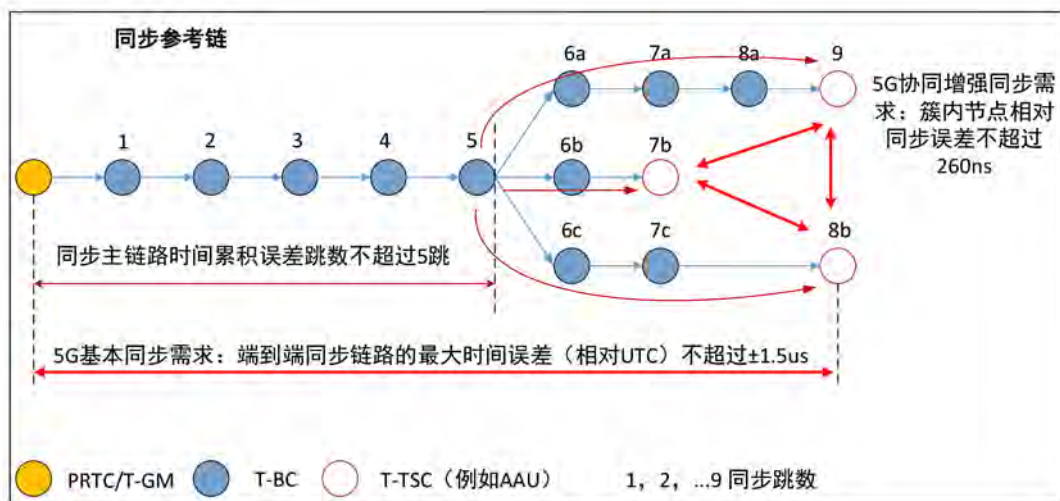 同步参考链
6a 7a 8a 9
5G协同增强同步需
求：簇内节点相对
同步误差不超过
260ns
1 2 3 4 5 6b 7b
6c 7c 8b
同步主链路时间累积误差跳数不超过5跳
5G基本同步需求：端到端同步链路的最大时间误差（相对UTC）不超过±1.5us
PRTC/T-GM T-BC T-TSC（例如AAU） 1，2，...9 同步跳数